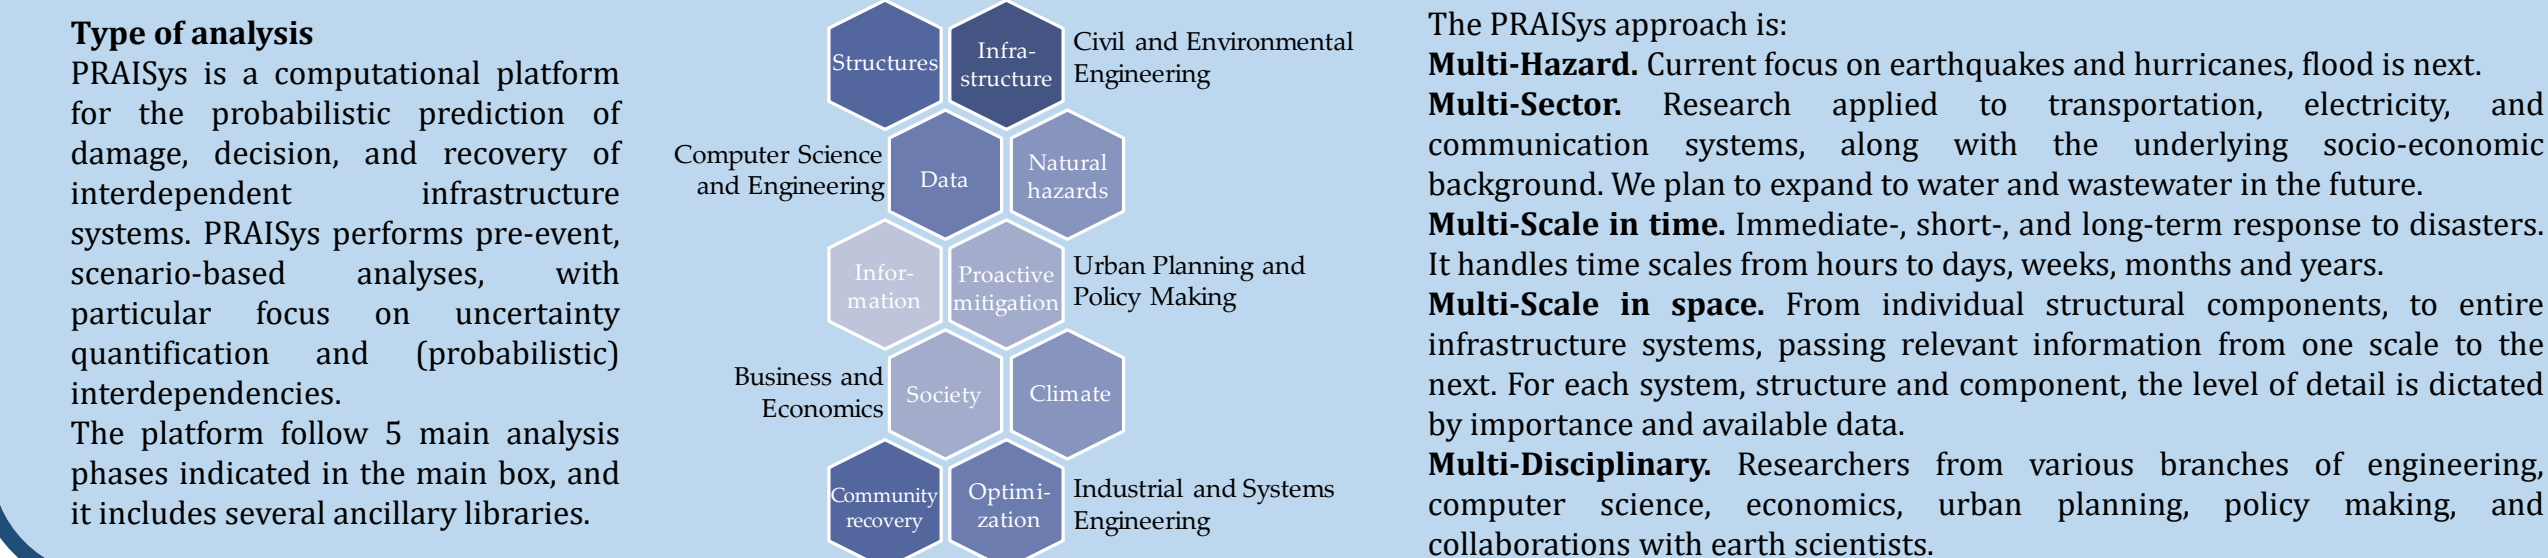 Type of analysis
PRAISys is a computational platform
for the probabilistic prediction of
damage, decision, and recovery of
interdependent infrastructure
systems. PRAISys performs pre-event,
scenario-based analyses, with
particular focus on uncertainty
quantification and (probabilistic)
interdependencies.
The platform follow 5 main analysis
phases indicated in the main box, and
it includes several ancillary libraries.
Structures
Infra-
structure
Civil and Environmental
Engineering
Computer Science
and Engineering
Data
Natural
hazards
Infor-
mation
Proactive
mitigation
Urban Planning and
Policy Making
Business and
Economics
Society
Climate
Community
recovery
Optimi-
zation
Industrial and Systems
Engineering
The PRAISys approach is:
Multi-Hazard. Current focus on earthquakes and hurricanes, flood is next.
Multi-Sector. Research applied to transportation, electricity, and
communication systems, along with the underlying socio-economic
background. We plan to expand to water and wastewater in the future.
Multi-Scale in time. Immediate-, short-, and long-term response to disasters.
It handles time scales from hours to days, weeks, months and years.
Multi-Scale in space. From individual structural components, to entire
infrastructure systems, passing relevant information from one scale to the
next. For each system, structure and component, the level of detail is dictated
by importance and available data.
Multi-Disciplinary. Researchers from various branches of engineering,
computer science, economics, urban planning, policy making, and
collaborations with earth scientists.